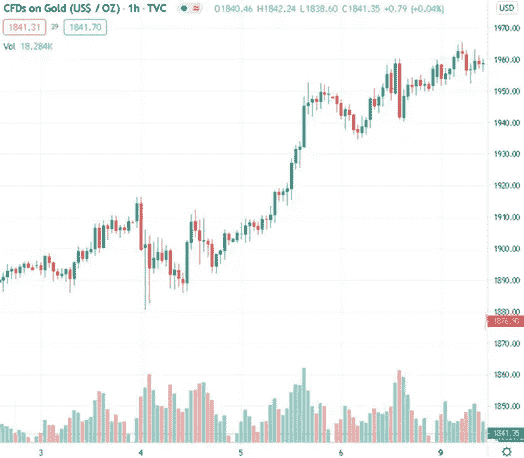 CFDs on Gold (US$ / OZ) · 1h · TVC
O1840.46 H1842.24 L1838.60 C1841.35 +0.79 (+0.04%)
USD
1841.31 39 1841.70
Vol 18.284K
1970.00
1960.00
1950.00
1940.00
1930.00
1920.00
1910.00
1900.00
1890.00
1880.00
1876.95
1870.00
1860.00
1850.00
1841.35
3 4 5 8 9